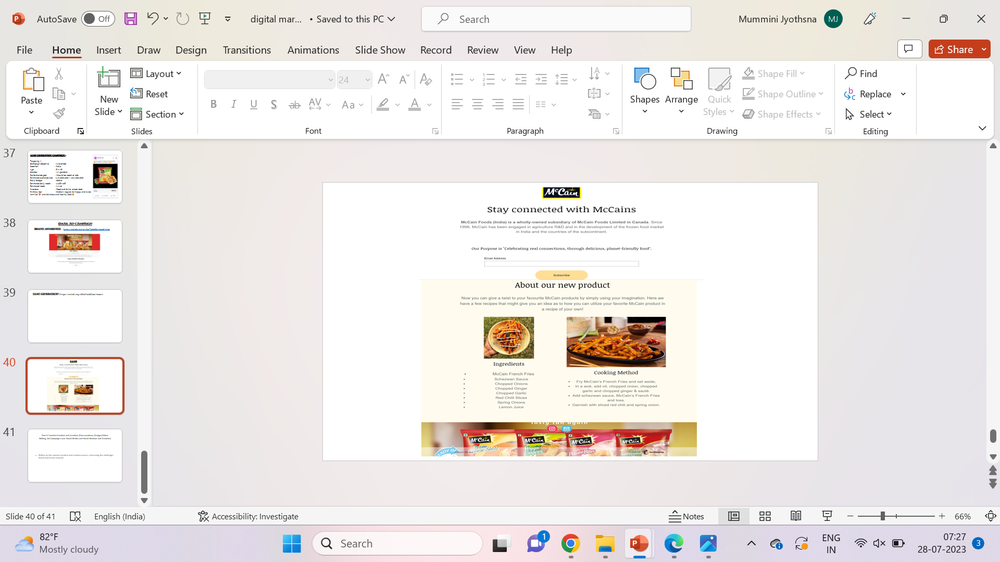 AutoSave Off digital mar... • Saved to this PC Search Mummini Jyothsna MJ
File Home Insert Draw Design Transitions Animations Slide Show Record Review View Help Share
Paste
Clipboard
New Slide
Layout
Reset
Section
Slides
24
Font
Paragraph
Shapes
Arrange
Quick Styles
Shape Fill
Shape Outline
Shape Effects
Drawing
Find
Replace
Select
Editing
37
38
EMAIL AD CAMPAIGN
BRAND AWARENESS
39
LEAD GENERATION
40
41
Part 4: Content Creation and Curation (Post creations, Designs/Video
Editing, Ad Campaigns over Social Media and Email Ideation and Creation)
Reflect on the content creation and curation process, discussing the challenges
faced and lessons learned.
McCain
Stay connected with McCains
McCain Foods (India) is a wholly-owned subsidiary of McCain Foods Limited in Canada. Since
1998, McCain has been engaged in agriculture R&D and in the development of the frozen food market
in India and the countries of the subcontinent.
Our Purpose is "Celebrating real connections, through delicious, planet-friendly food".
Email Address
Subscribe
About our new product
Now you can give a twist to your favourite McCain products by simply using your imagination. Here we
have a few recipes that might give you an idea as to how you can utilize your favorite McCain product in
a recipe of your own!
Ingredients
• McCain French Fries
• Schezwan Sauce
• Chopped Onions
• Chopped Ginger
• Chopped Garlic
• Red Chilli Slices
• Spring Onions
• Lemon Juice
Cooking Method
• Fry McCain's French Fries and set aside,
• In a wok, add oil, chopped onion, chopped
garlic and chopped ginger & sauté.
• Add schezwan sauce, McCain's French Fries
and toss.
• Garnish with sliced red chili and spring onion.
tasty fun again
McCain McCain McCain McCain
Potato Cheese Shotz
Veggie Fingers
Potato Bites
Samosa
READY IN
mailchimp
Slide 40 of 41 English (India) Accessibility: Investigate Notes 66%
82°F
Mostly cloudy
Search
1
ENG
IN
07:27
28-07-2023
3